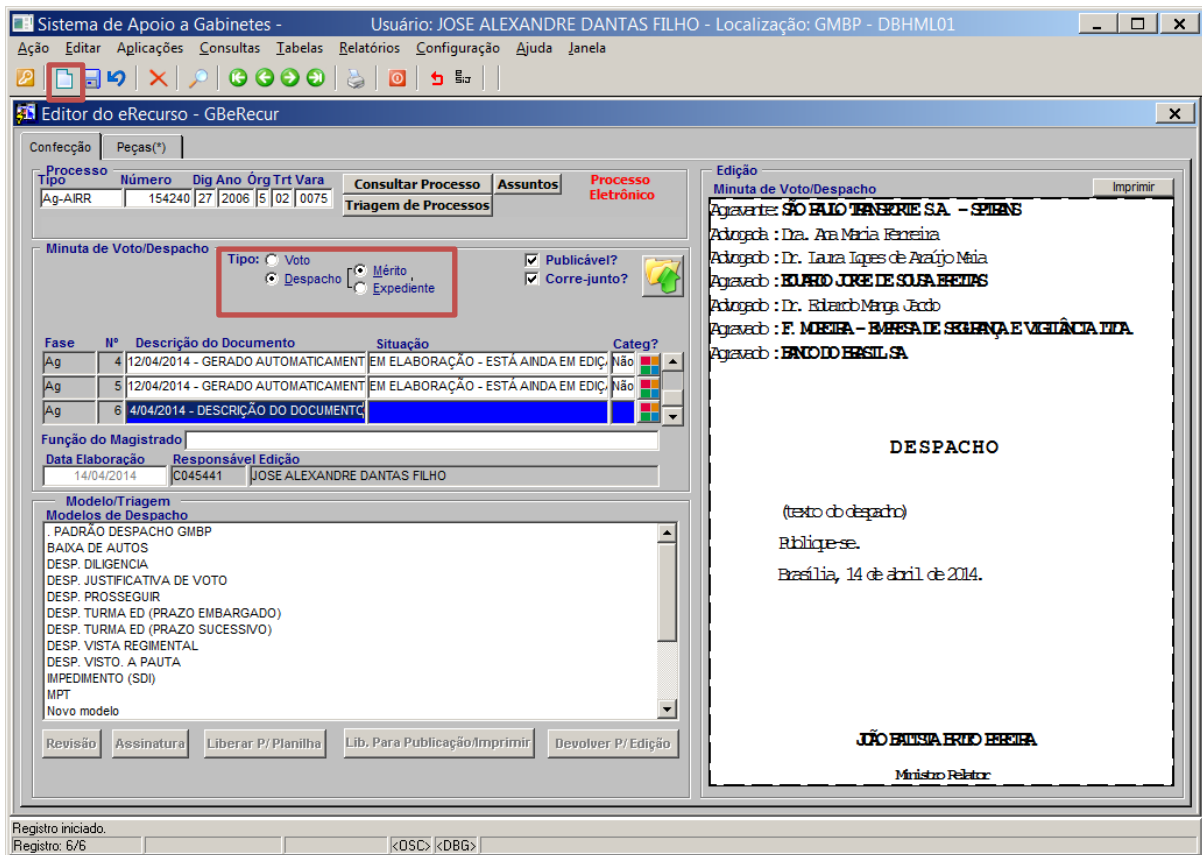 Sistema de Apoio a Gabinetes - Usuário: JOSE ALEXANDRE DANTAS FILHO - Localização: GMBP - DBHML01
Ação Editar Aplicações Consultas Tabelas Relatórios Configuração Ajuda Janela
Editor do eRecurso - GBeRecur
Confecção Peças(*)
Processo
Tipo Número Dig Ano Órg Trt Vara
Ag-AIRR 154240 27 2006 5 02 0075
Consultar Processo Assuntos
Triagem de Processos
Processo
Eletrônico
Minuta de Voto/Despacho
Tipo: Voto
Despacho Mérito
Expediente
Publicável?
Corre-junto?
Fase Nº Descrição do Documento Situação Categ?
Ag 4 12/04/2014 - GERADO AUTOMATICAMENT EM ELABORAÇÃO - ESTÁ AINDA EM EDIÇ Não
Ag 5 12/04/2014 - GERADO AUTOMATICAMENT EM ELABORAÇÃO - ESTÁ AINDA EM EDIÇ Não
Ag 6 4/04/2014 - DESCRIÇÃO DO DOCUMENTO
Função do Magistrado
Data Elaboração Responsável Edição
14/04/2014 C045441 JOSE ALEXANDRE DANTAS FILHO
Modelo/Triagem
Modelos de Despacho
. PADRÃO DESPACHO GMBP
BAIXA DE AUTOS
DESP. DILIGENCIA
DESP. JUSTIFICATIVA DE VOTO
DESP. PROSSEGUIR
DESP. TURMA ED (PRAZO EMBARGADO)
DESP. TURMA ED (PRAZO SUCESSIVO)
DESP. VISTA REGIMENTAL
DESP. VISTO. A PAUTA
IMPEDIMENTO (SDI)
MPT
Novo modelo
Revisão Assinatura Liberar P/ Planilha Lib. Para Publicação/Imprimir Devolver P/ Edição
Edição
Minuta de Voto/Despacho Imprimir
Agravante: SÃO PAULO TRANSPORTE S.A. - SPTRANS
Advogada : Dra. Ana Maria Ferreira
Advogado : Dr. Laura Lopes de Araújo Maia
Agravado : EDUARDO JORGE DE SOUSA FREITAS
Advogado : Dr. Eduardo Manga Jacob
Agravado : F. MOREIRA - EMPRESA DE SEGURANÇA E VIGILÂNCIA LTDA.
Agravado : BANCO DO BRASIL SA
DESPACHO
(texto do despacho)
Publique-se.
Brasília, 14 de abril de 2014.
JOÃO BATISTA BRITO PEREIRA
Ministro Relator
Registro iniciado.
Registro: 6/6 <OSC> <DBG>